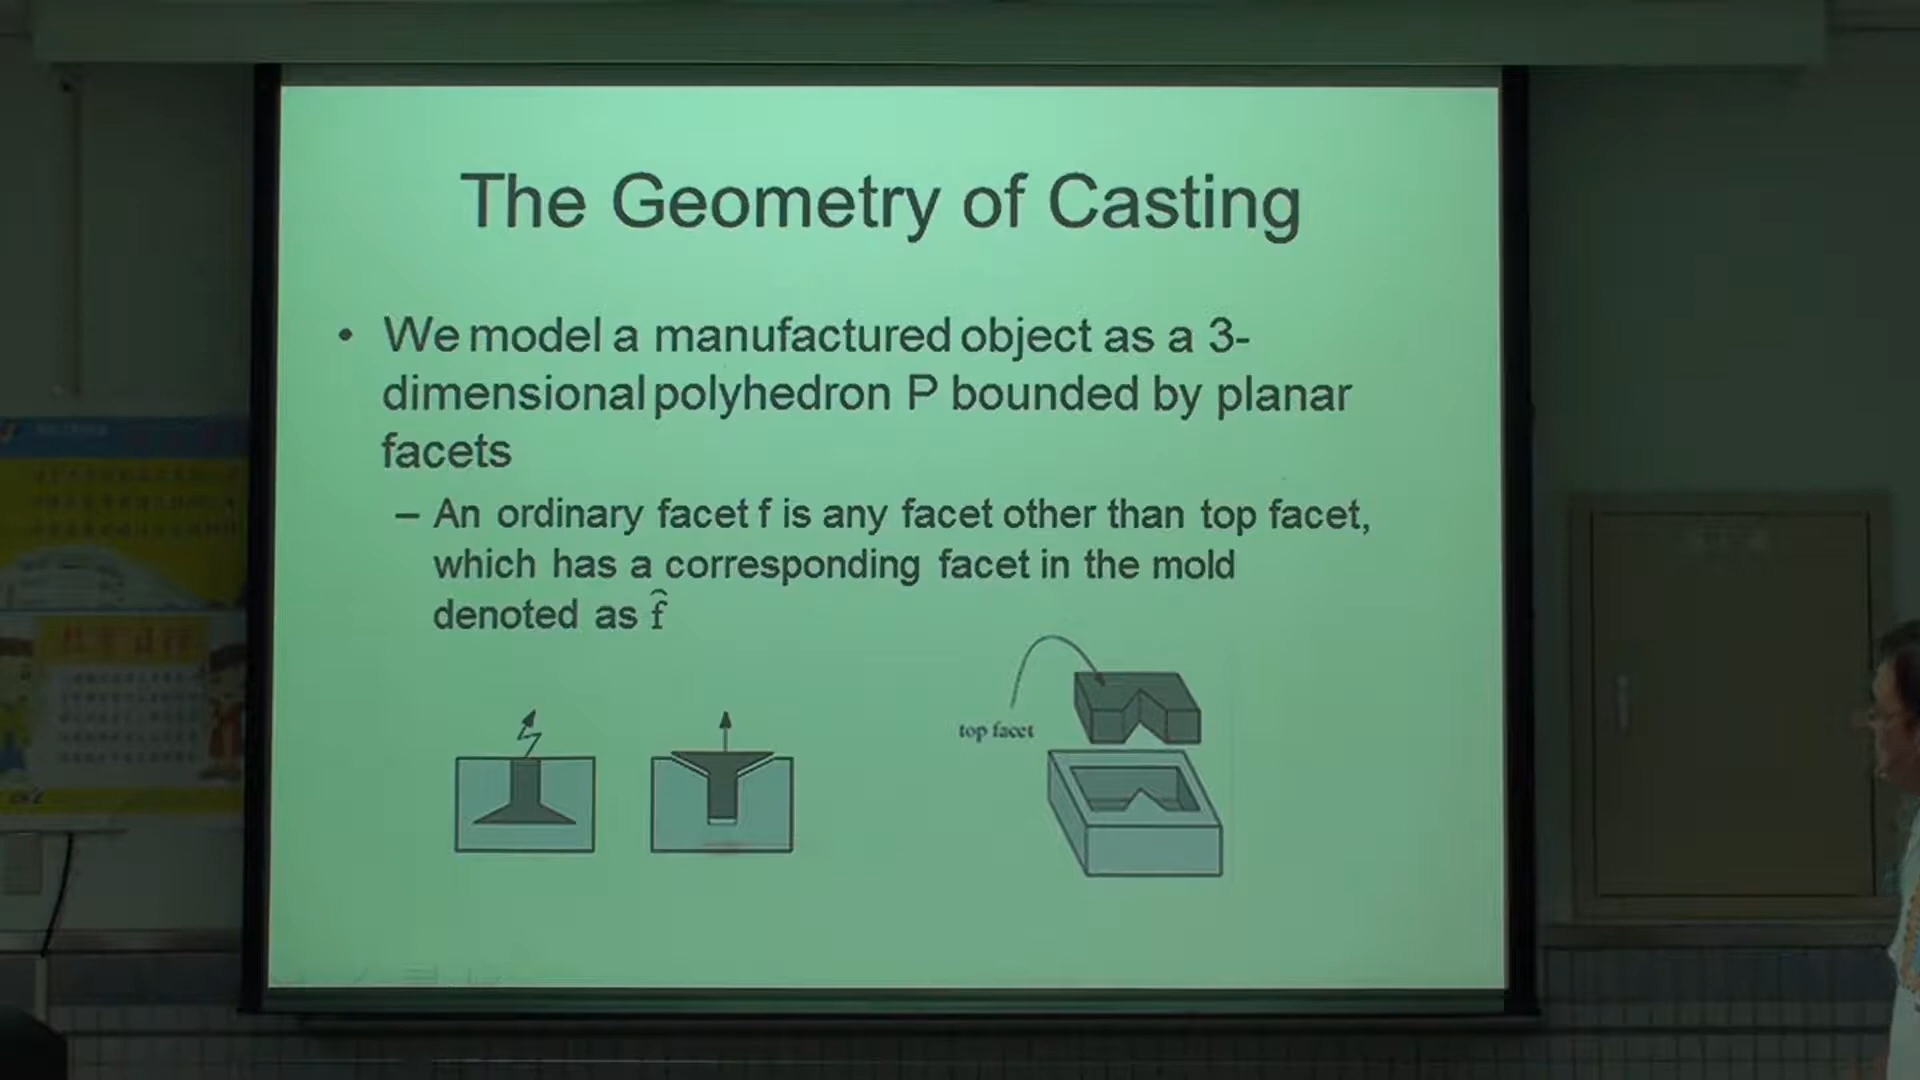 The Geometry of Casting
• We model a manufactured object as a 3-
dimensional polyhedron P bounded by planar
facets
– An ordinary facet f is any facet other than top facet,
which has a corresponding facet in the mold
denoted as f̂
top facet